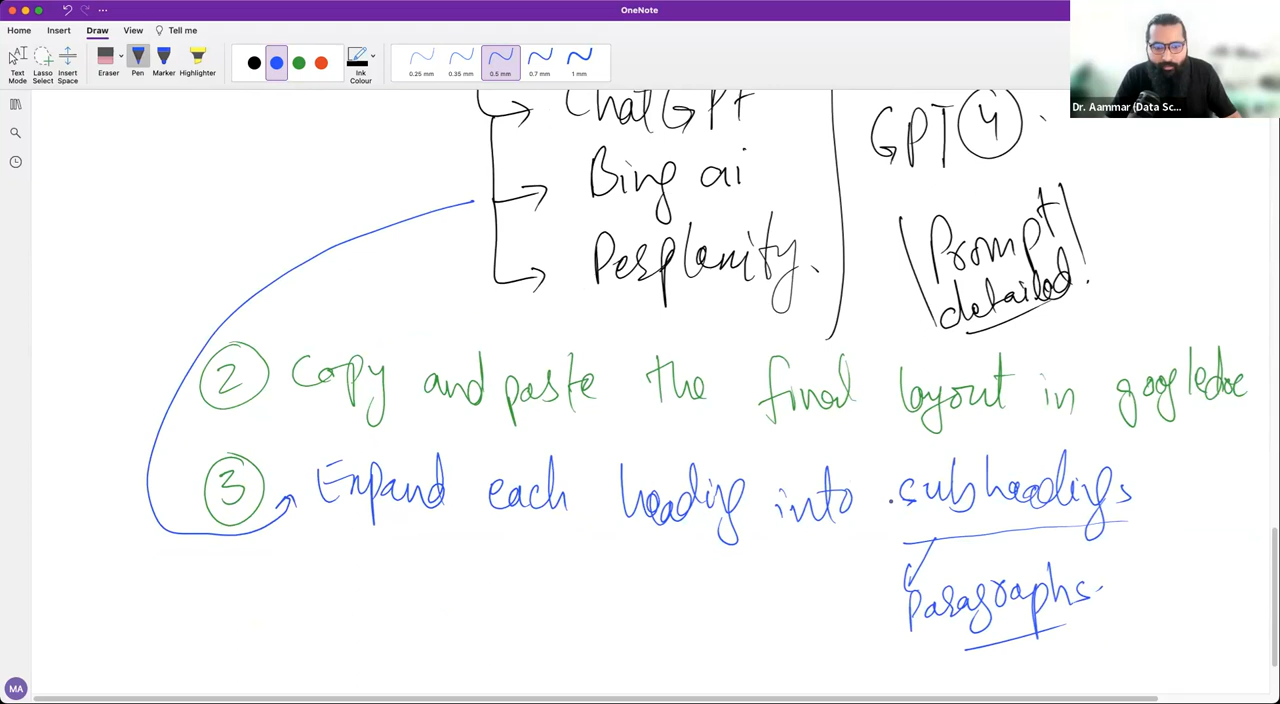 OneNote
Home Insert Draw View Tell me
Text Mode
Lasso Select
Insert Space
Eraser
Pen
Marker
Highlighter
Ink Colour
0.25 mm
0.35 mm
0.5 mm
0.7 mm
1 mm
Dr. Aammar (Data Sc...
ChatGPT
GPT 4
Bing ai
Perplanity.
Prompt
detailed.
2 Copy and paste the final layout in googledoc
3 Expand each heading into subheadings
Paragraphs.
MA